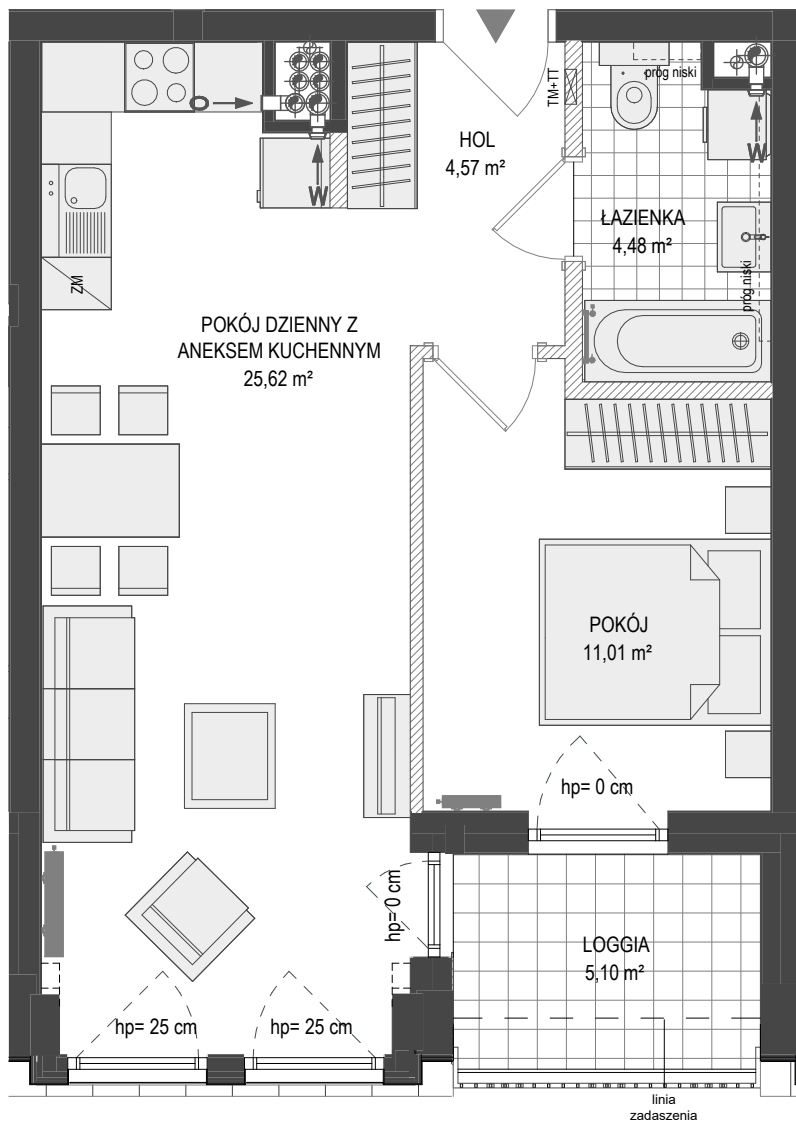 próg niski
TM+TT
HOL
4,57 m²
W
W
ŁAZIENKA
4,48 m²
próg niski
ZM
POKÓJ DZIENNY Z
ANEKSEM KUCHENNYM
25,62 m²
POKÓJ
11,01 m²
hp= 0 cm
hp= 0 cm
LOGGIA
5,10 m²
hp= 25 cm
hp= 25 cm
linia
zadaszenia